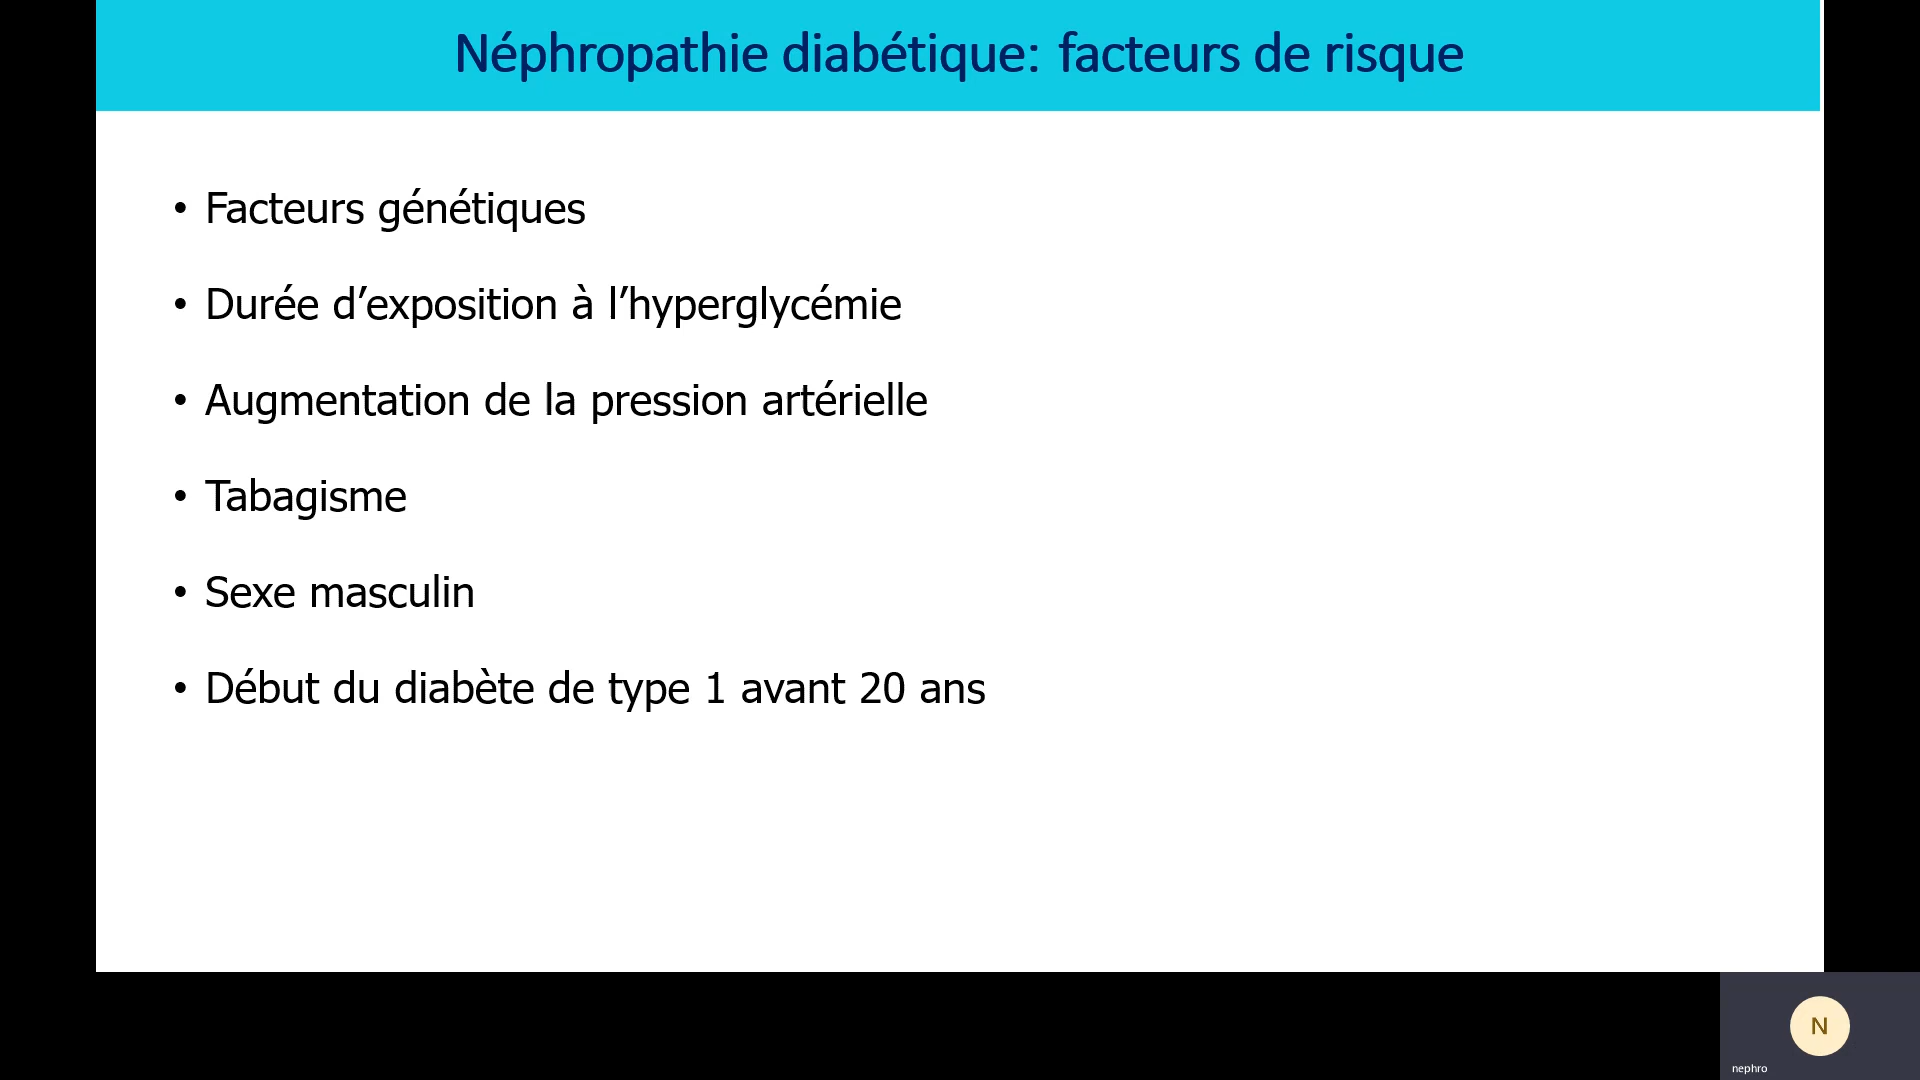 Néphropathie diabétique: facteurs de risque
• Facteurs génétiques
• Durée d’exposition à l’hyperglycémie
• Augmentation de la pression artérielle
• Tabagisme
• Sexe masculin
• Début du diabète de type 1 avant 20 ans
N
nephro